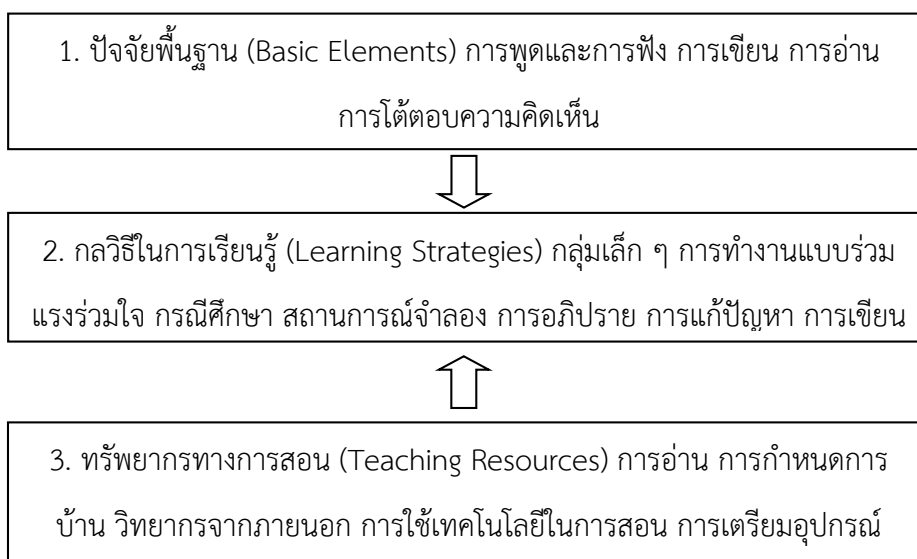 1. ปัจจัยพื้นฐาน (Basic Elements) การพูดและการฟัง การเขียน การอ่าน
การโต้ตอบความคิดเห็น
2. กลวิธีในการเรียนรู้ (Learning Strategies) กลุ่มเล็ก ๆ การทำงานแบบร่วม
แรงร่วมใจ กรณีศึกษา สถานการณ์จำลอง การอภิปราย การแก้ปัญหา การเขียน
3. ทรัพยากรทางการสอน (Teaching Resources) การอ่าน การกำหนดการ
บ้าน วิทยากรจากภายนอก การใช้เทคโนโลยีในการสอน การเตรียมอุปกรณ์